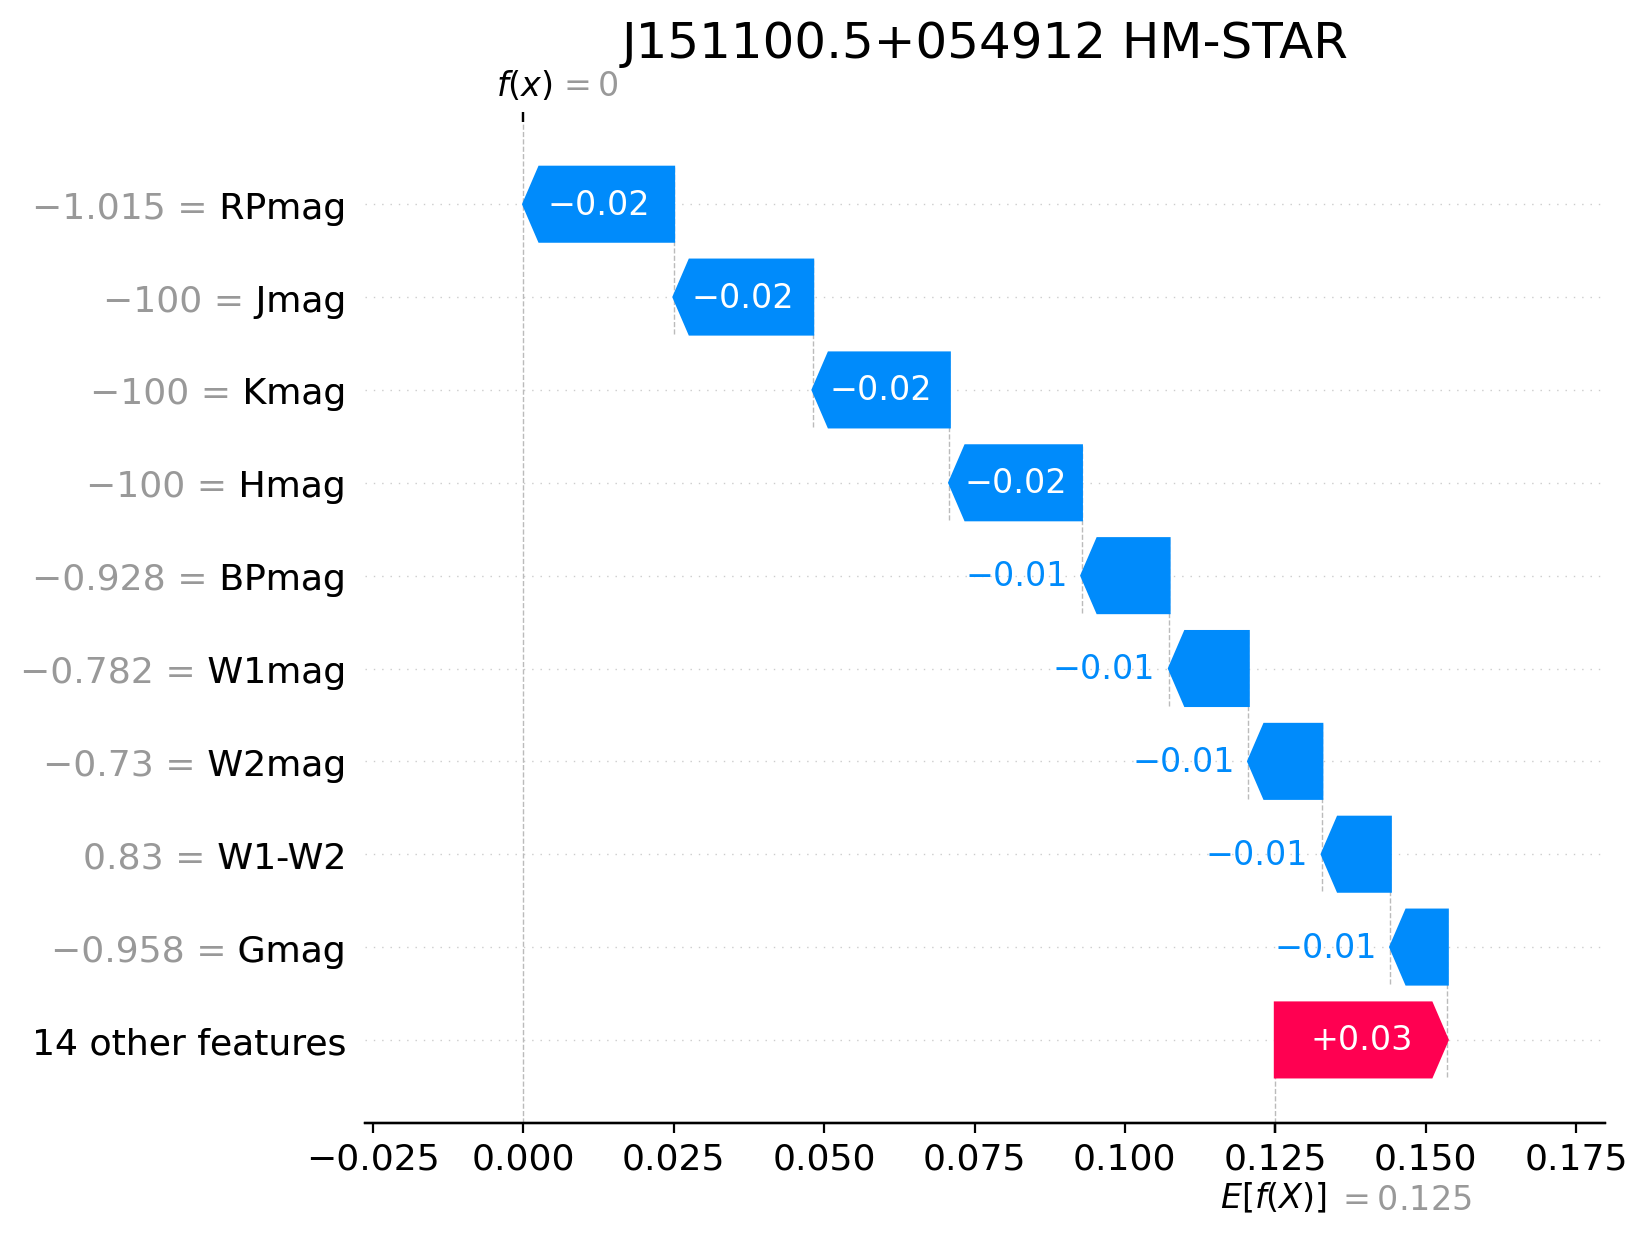 J151100.5+054912 HM-STAR
f(x) = 0
−1.015 = RPmag −0.02
−100 = Jmag −0.02
−100 = Kmag −0.02
−100 = Hmag −0.02
−0.928 = BPmag −0.01
−0.782 = W1mag −0.01
−0.73 = W2mag −0.01
0.83 = W1-W2 −0.01
−0.958 = Gmag −0.01
14 other features +0.03
−0.025 0.000 0.025 0.050 0.075 0.100 0.125 0.150 0.175
E[f(X)] = 0.125